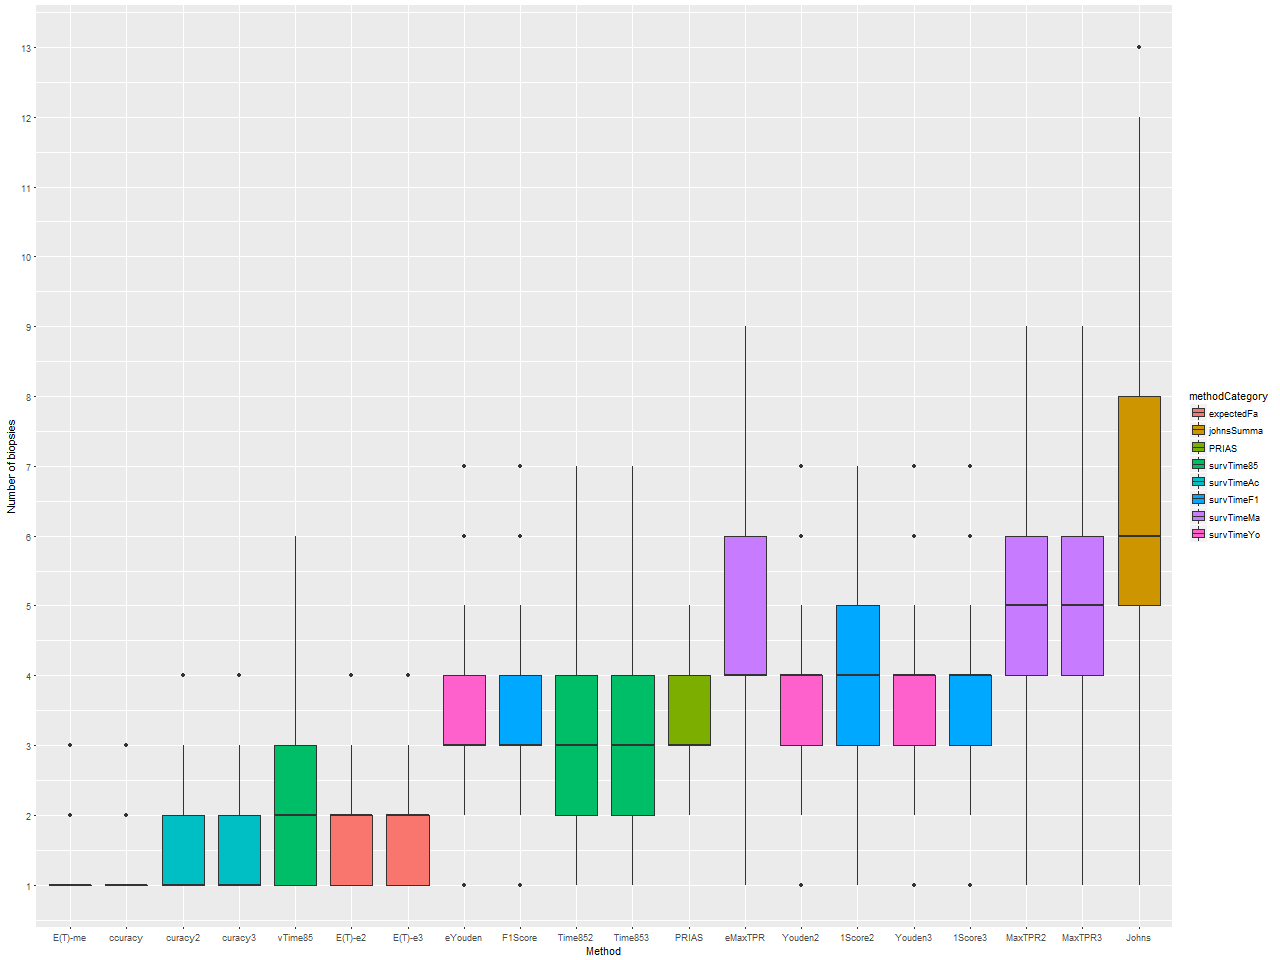 13
12
11
10
9
8
7
6
5
4
3
2
1
Number of biopsies
E(T)-me ccuracy curacy2 curacy3 vTime85 E(T)-e2 E(T)-e3 eYouden F1Score Time852 Time853 PRIAS eMaxTPR Youden2 1Score2 Youden3 1Score3 MaxTPR2 MaxTPR3 Johns
Method
methodCategory
expectedFa
johnsSumma
PRIAS
survTime85
survTimeAc
survTimeF1
survTimeMa
survTimeYo